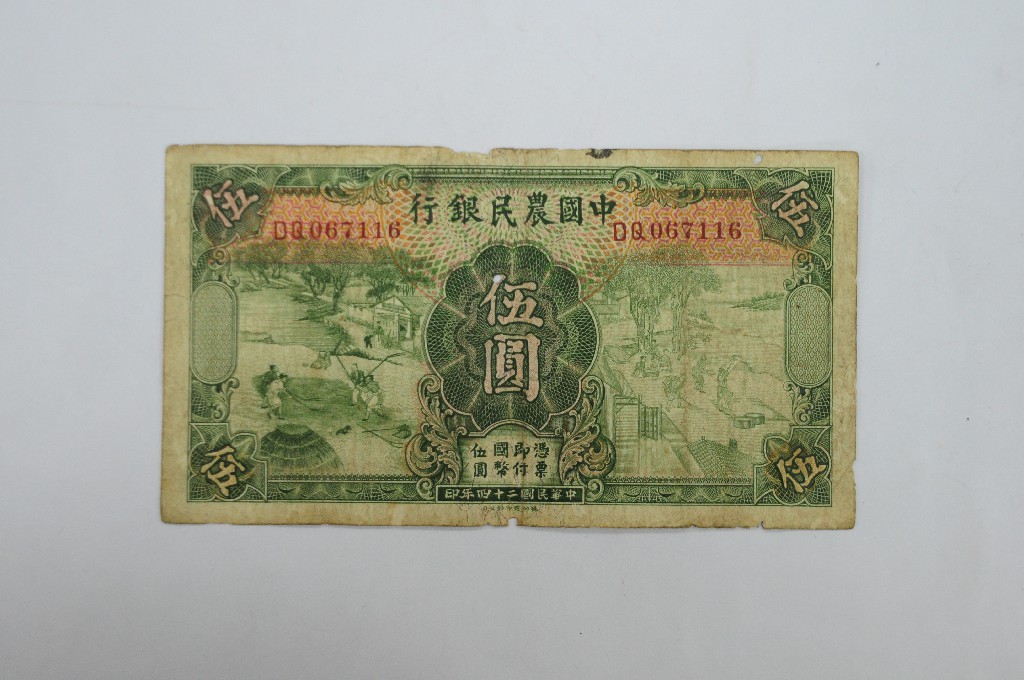 伍
伍
中國農民銀行
DQ067116
DQ067116
伍圓
憑票
即付
國幣
伍圓
伍
伍
中華民國二十四年印